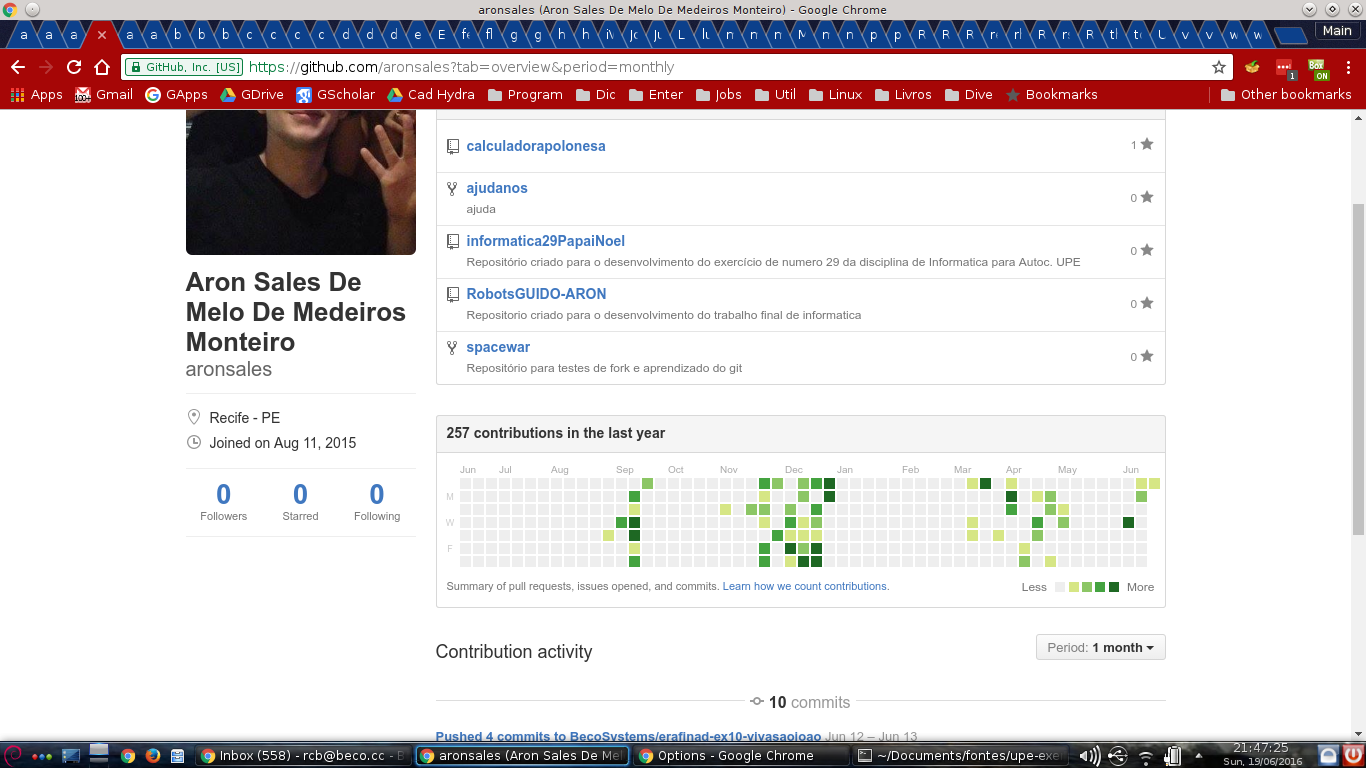 aronsales (Aron Sales De Melo De Medeiros Monteiro) - Google Chrome
Main
GitHub, Inc. [US] https://github.com/aronsales?tab=overview&period=monthly
Apps Gmail GApps GDrive GScholar Cad Hydra Program Dic Enter Jobs Util Linux Livros Dive Bookmarks Other bookmarks
calculadorapolonesa 1
ajudanos 0
ajuda
informatica29PapaiNoel 0
Repositório criado para o desenvolvimento do exercício de numero 29 da disciplina de Informatica para Autoc. UPE
RobotsGUIDO-ARON 0
Repositorio criado para o desenvolvimento do trabalho final de informatica
spacewar 0
Repositório para testes de fork e aprendizado do git
Aron Sales De
Melo De Medeiros
Monteiro
aronsales
Recife - PE
Joined on Aug 11, 2015
0 0 0
Followers Starred Following
257 contributions in the last year
Jun Jul Aug Sep Oct Nov Dec Jan Feb Mar Apr May Jun
M
W
F
Summary of pull requests, issues opened, and commits. Learn how we count contributions. Less More
Contribution activity
Period: 1 month
10 commits
Pushed 4 commits to BecoSystems/erafinad-ex10-vivasaojoao Jun 12 – Jun 13
Inbox (558) - rcb@beco.cc - B
aronsales (Aron Sales De Mel
Options - Google Chrome
~/Documents/fontes/upe-exe
21:47:25
Sun, 19/06/2016